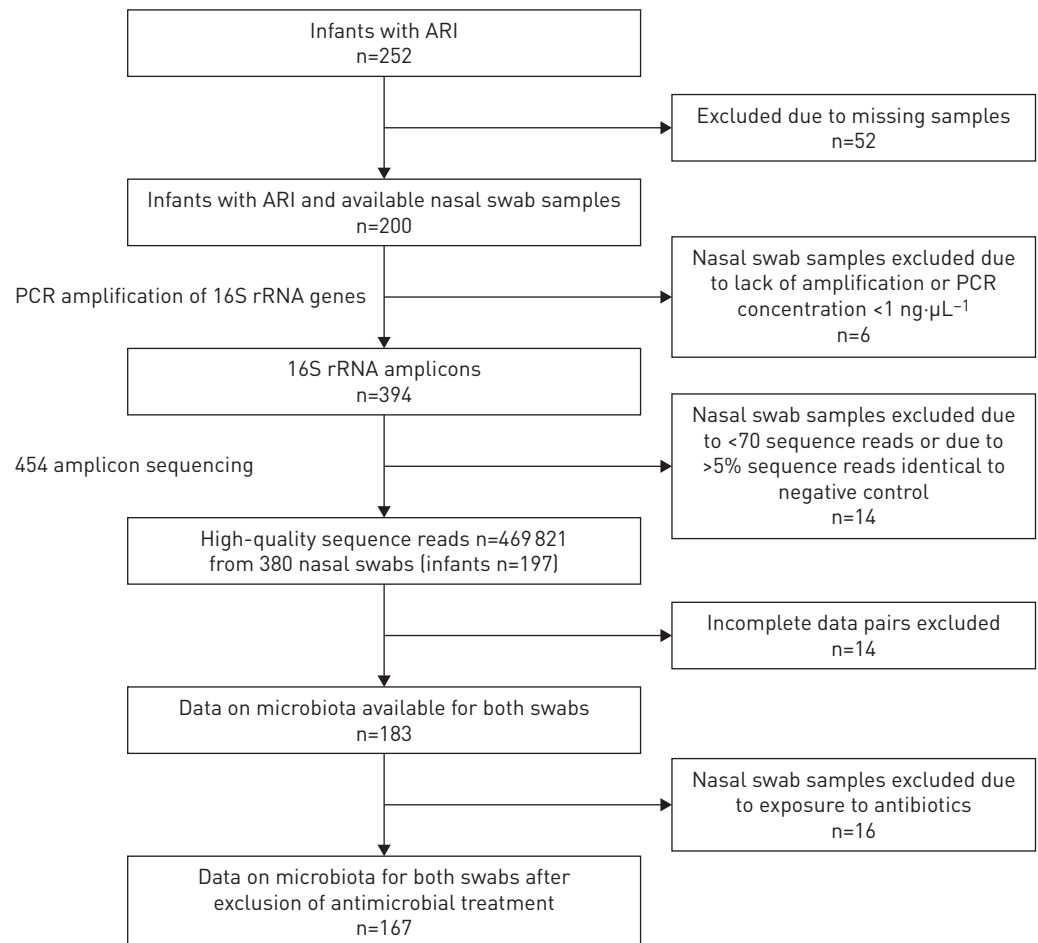 Infants with ARI
n=252
Excluded due to missing samples
n=52
Infants with ARI and available nasal swab samples
n=200
Nasal swab samples excluded due
to lack of amplification or PCR
concentration <1 ng·µL⁻¹
n=6
PCR amplification of 16S rRNA genes
16S rRNA amplicons
n=394
Nasal swab samples excluded due
to <70 sequence reads or due to
>5% sequence reads identical to
negative control
n=14
454 amplicon sequencing
High-quality sequence reads n=469 821
from 380 nasal swabs (infants n=197)
Incomplete data pairs excluded
n=14
Data on microbiota available for both swabs
n=183
Nasal swab samples excluded due
to exposure to antibiotics
n=16
Data on microbiota for both swabs after
exclusion of antimicrobial treatment
n=167